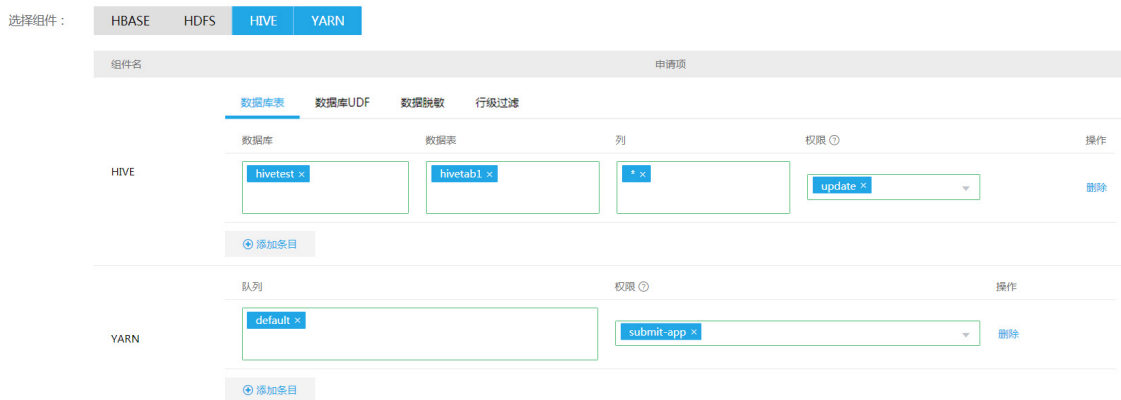 选择组件： HBASE HDFS HIVE YARN
组件名 申请项
数据库表 数据库UDF 数据脱敏 行级过滤
数据库 数据表 列 权限 ? 操作
HIVE hivetest × hivetab1 × * × update × 删除
添加条目
队列 权限 ? 操作
YARN default × submit-app × 删除
添加条目